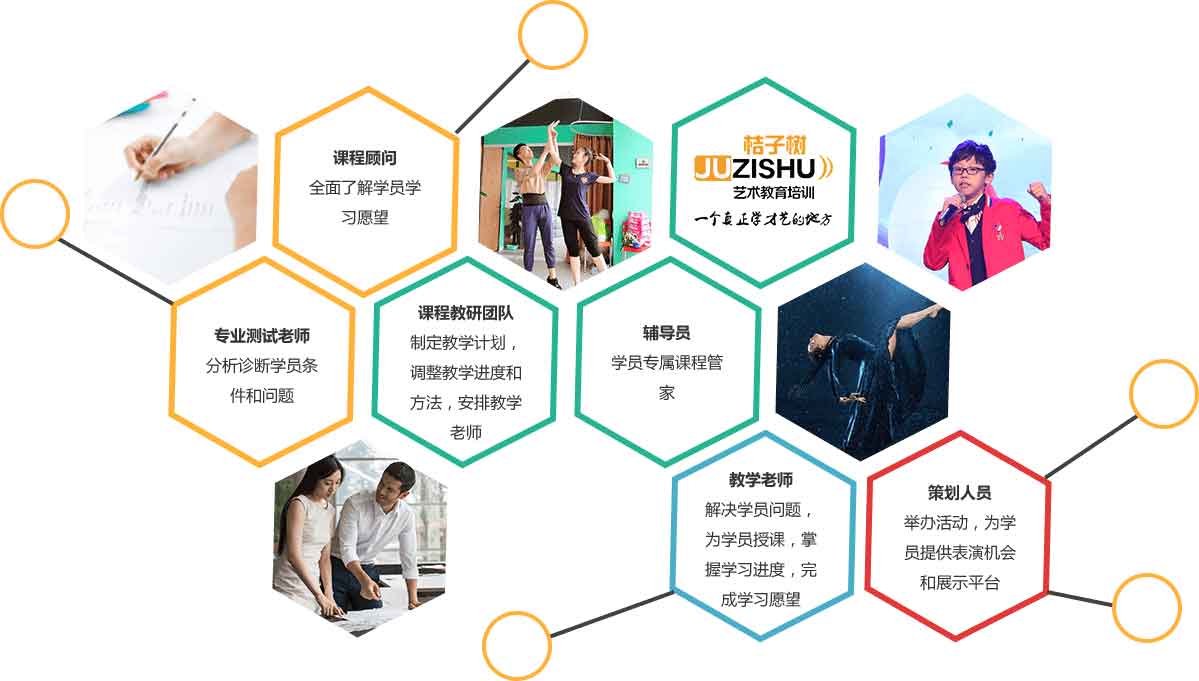 课程顾问
全面了解学员学
习愿望
桔子树
JUZISHU
艺术教育培训
一个真正学才艺的地方
专业测试老师
分析诊断学员条
件和问题
课程教研团队
制定教学计划，
调整教学进度和
方法，安排教学
老师
辅导员
学员专属课程管
家
教学老师
解决学员问题，
为学员授课，掌
握学习进度，完
成学习愿望
策划人员
举办活动，为学
员提供表演机会
和展示平台